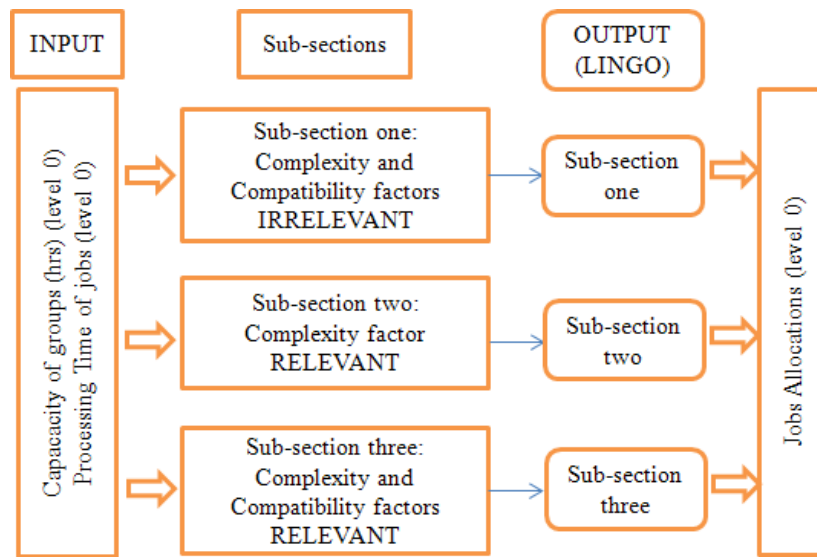 INPUT
Sub-sections
OUTPUT
(LINGO)
Capacacity of groups (hrs) (level 0)
Processing Time of jobs (level 0)
Sub-section one:
Complexity and
Compatibility factors
IRRELEVANT
Sub-section
one
Sub-section two:
Complexity factor
RELEVANT
Sub-section
two
Sub-section three:
Complexity and
Compatibility factors
RELEVANT
Sub-section
three
Jobs Allocations (level 0)